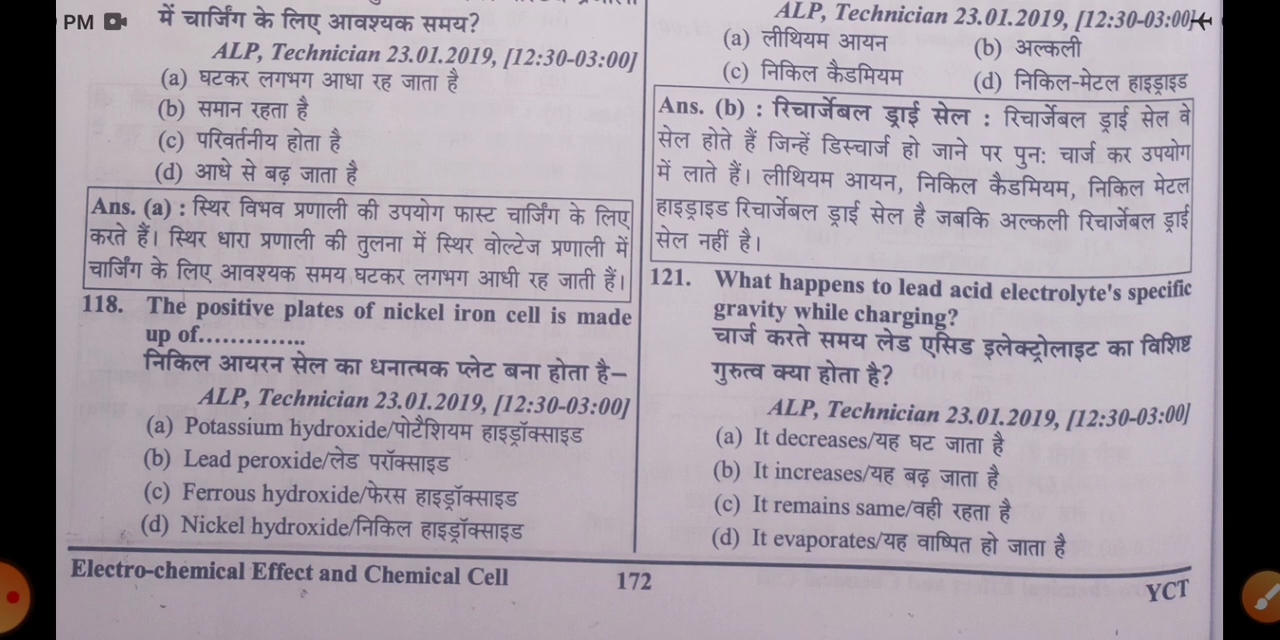 PM
में चार्जिंग के लिए आवश्यक समय?
ALP, Technician 23.01.2019, [12:30-03:00]
(a) घटकर लगभग आधा रह जाता है
(b) समान रहता है
(c) परिवर्तनीय होता है
(d) आधे से बढ़ जाता है
Ans. (a) : स्थिर विभव प्रणाली की उपयोग फास्ट चार्जिंग के लिए
करते हैं। स्थिर धारा प्रणाली की तुलना में स्थिर वोल्टेज प्रणाली में
चार्जिंग के लिए आवश्यक समय घटकर लगभग आधी रह जाती हैं।
118. The positive plates of nickel iron cell is made
up of..............
निकिल आयरन सेल का धनात्मक प्लेट बना होता है–
ALP, Technician 23.01.2019, [12:30-03:00]
(a) Potassium hydroxide/पोटैशियम हाइड्रॉक्साइड
(b) Lead peroxide/लेड परॉक्साइड
(c) Ferrous hydroxide/फेरस हाइड्रॉक्साइड
(d) Nickel hydroxide/निकिल हाइड्रॉक्साइड
ALP, Technician 23.01.2019, [12:30-03:00]
(a) लीथियम आयन (b) अल्कली
(c) निकिल कैडमियम (d) निकिल-मेटल हाइड्राइड
Ans. (b) : रिचार्जेबल ड्राई सेल : रिचार्जेबल ड्राई सेल वे
सेल होते हैं जिन्हें डिस्चार्ज हो जाने पर पुन: चार्ज कर उपयोग
में लाते हैं। लीथियम आयन, निकिल कैडमियम, निकिल मेटल
हाइड्राइड रिचार्जेबल ड्राई सेल है जबकि अल्कली रिचार्जेबल ड्राई
सेल नहीं है।
121. What happens to lead acid electrolyte's specific
gravity while charging?
चार्ज करते समय लेड एसिड इलेक्ट्रोलाइट का विशिष्ट
गुरुत्व क्या होता है?
ALP, Technician 23.01.2019, [12:30-03:00]
(a) It decreases/यह घट जाता है
(b) It increases/यह बढ़ जाता है
(c) It remains same/वही रहता है
(d) It evaporates/यह वाष्पित हो जाता है
Electro-chemical Effect and Chemical Cell 172 YCT